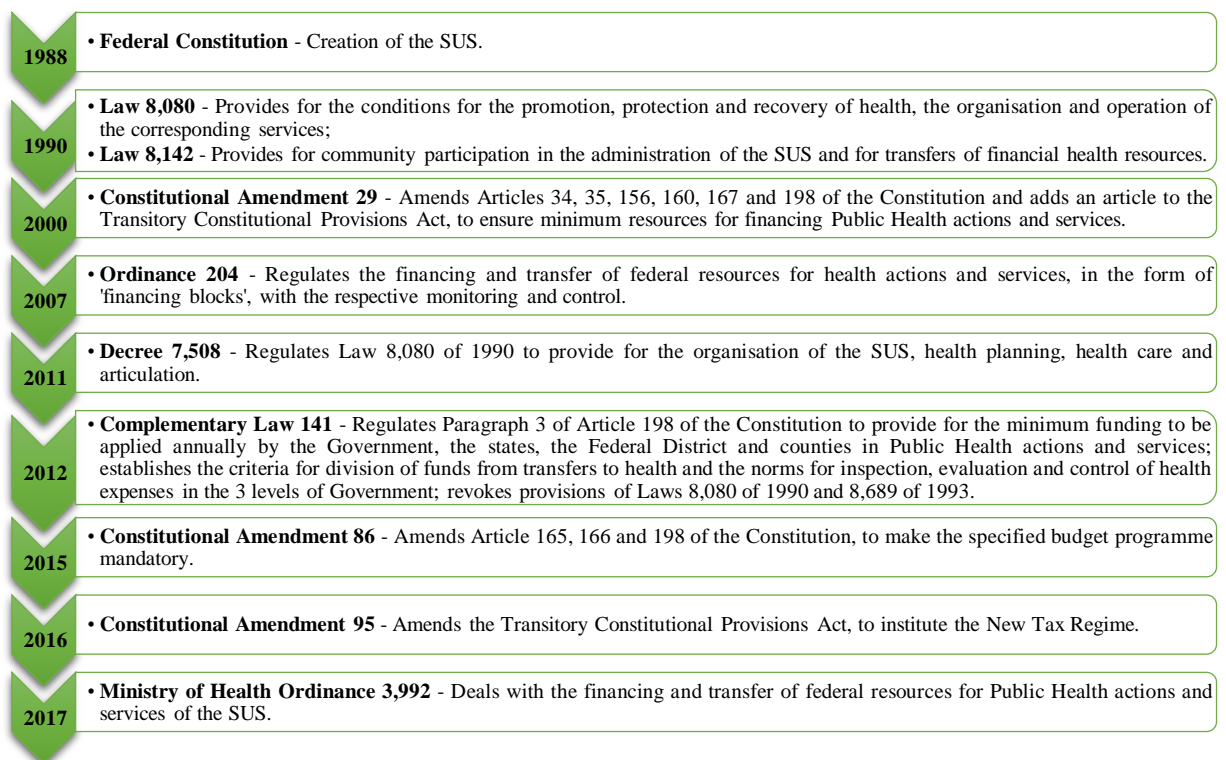 1988
• Federal Constitution - Creation of the SUS.
1990
• Law 8,080 - Provides for the conditions for the promotion, protection and recovery of health, the organisation and operation of
the corresponding services;
• Law 8,142 - Provides for community participation in the administration of the SUS and for transfers of financial health resources.
2000
• Constitutional Amendment 29 - Amends Articles 34, 35, 156, 160, 167 and 198 of the Constitution and adds an article to the
Transitory Constitutional Provisions Act, to ensure minimum resources for financing Public Health actions and services.
2007
• Ordinance 204 - Regulates the financing and transfer of federal resources for health actions and services, in the form of
'financing blocks', with the respective monitoring and control.
2011
• Decree 7,508 - Regulates Law 8,080 of 1990 to provide for the organisation of the SUS, health planning, health care and
articulation.
2012
• Complementary Law 141 - Regulates Paragraph 3 of Article 198 of the Constitution to provide for the minimum funding to be
applied annually by the Government, the states, the Federal District and counties in Public Health actions and services;
establishes the criteria for division of funds from transfers to health and the norms for inspection, evaluation and control of health
expenses in the 3 levels of Government; revokes provisions of Laws 8,080 of 1990 and 8,689 of 1993.
2015
• Constitutional Amendment 86 - Amends Article 165, 166 and 198 of the Constitution, to make the specified budget programme
mandatory.
2016
• Constitutional Amendment 95 - Amends the Transitory Constitutional Provisions Act, to institute the New Tax Regime.
2017
• Ministry of Health Ordinance 3,992 - Deals with the financing and transfer of federal resources for Public Health actions and
services of the SUS.